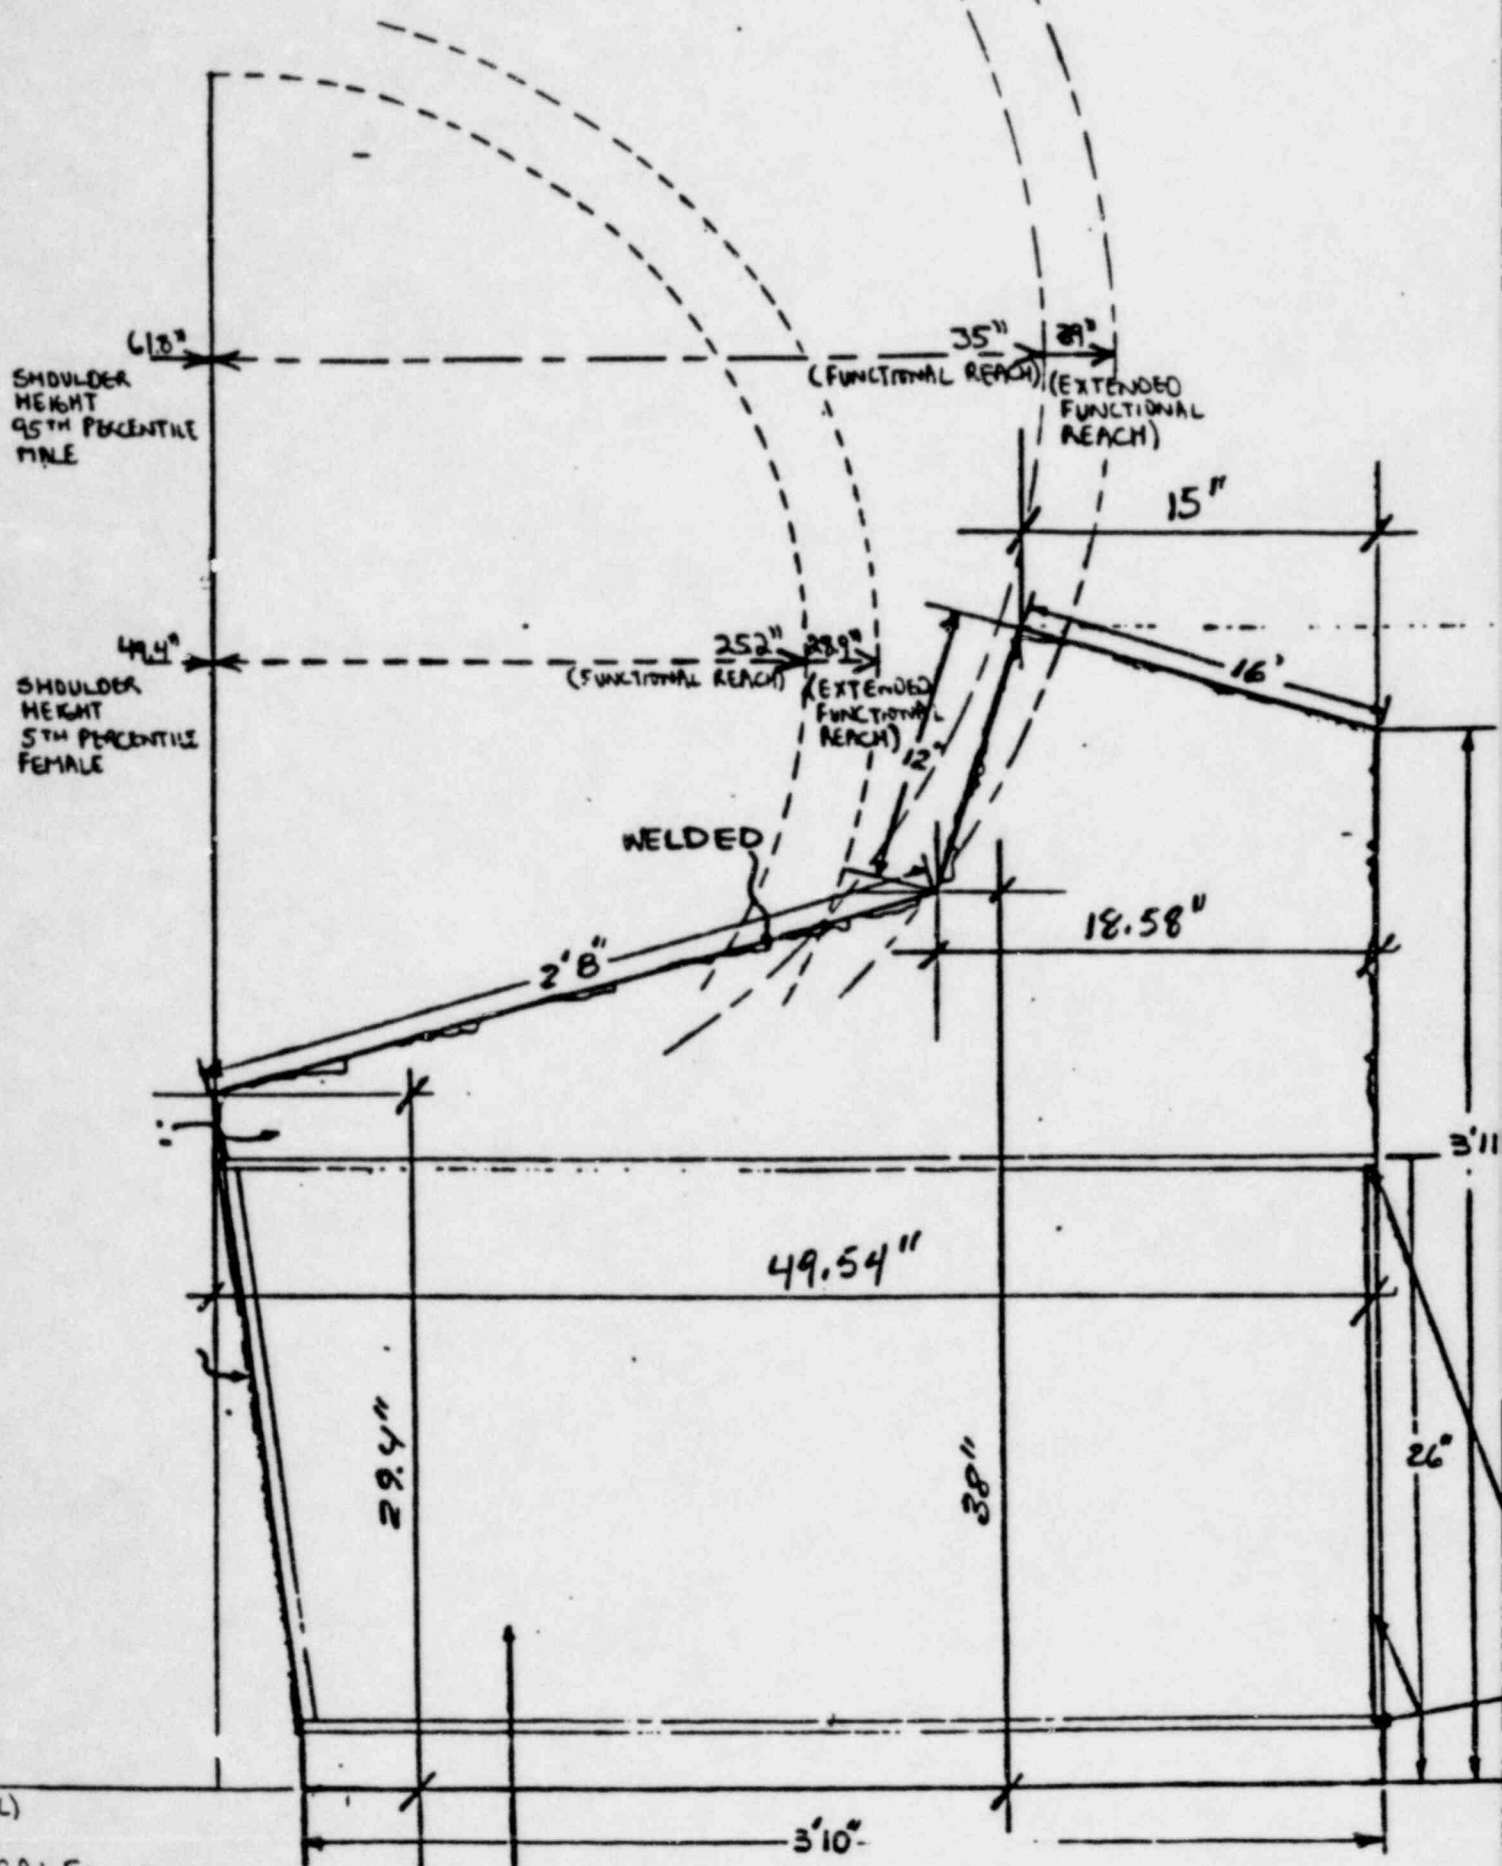 61.8"
SHOULDER
HEIGHT
95TH PERCENTILE
MALE
35"
(FUNCTIONAL REACH)
39"
(EXTENDED
FUNCTIONAL
REACH)
15"
16'
49.4"
SHOULDER
HEIGHT
5TH PERCENTILE
FEMALE
25.2"
(FUNCTIONAL REACH)
28.9"
(EXTENDED
FUNCTIONAL
REACH)
12"
WELDED
18.58"
2'8"
3'11
49.54"
29.4"
38"
26"
3'10"